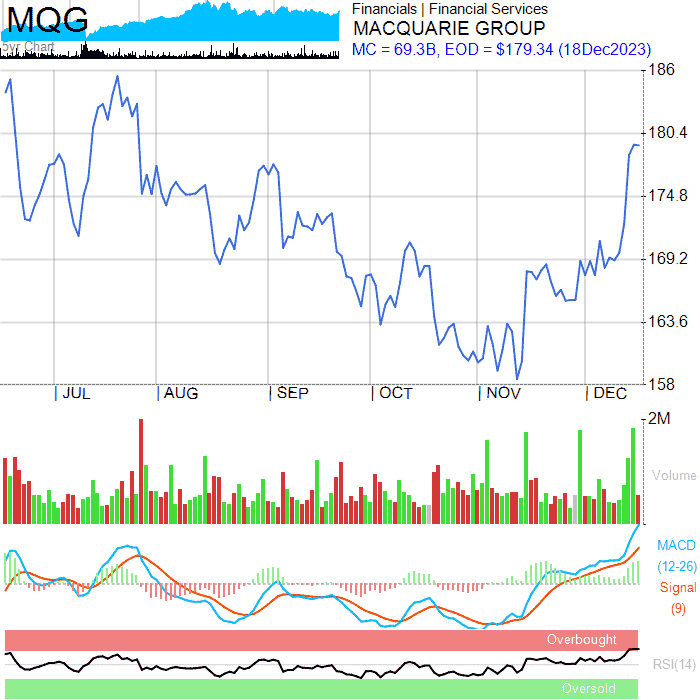 MQG
5yr Chart
Financials | Financial Services
MACQUARIE GROUP
MC = 69.3B, EOD = $179.34 (18Dec2023)
186
180.4
174.8
169.2
163.6
158
| JUL | AUG | SEP | OCT | NOV | DEC
2M
Volume
MACD
(12-26)
Signal
(9)
Overbought
RSI(14)
Oversold